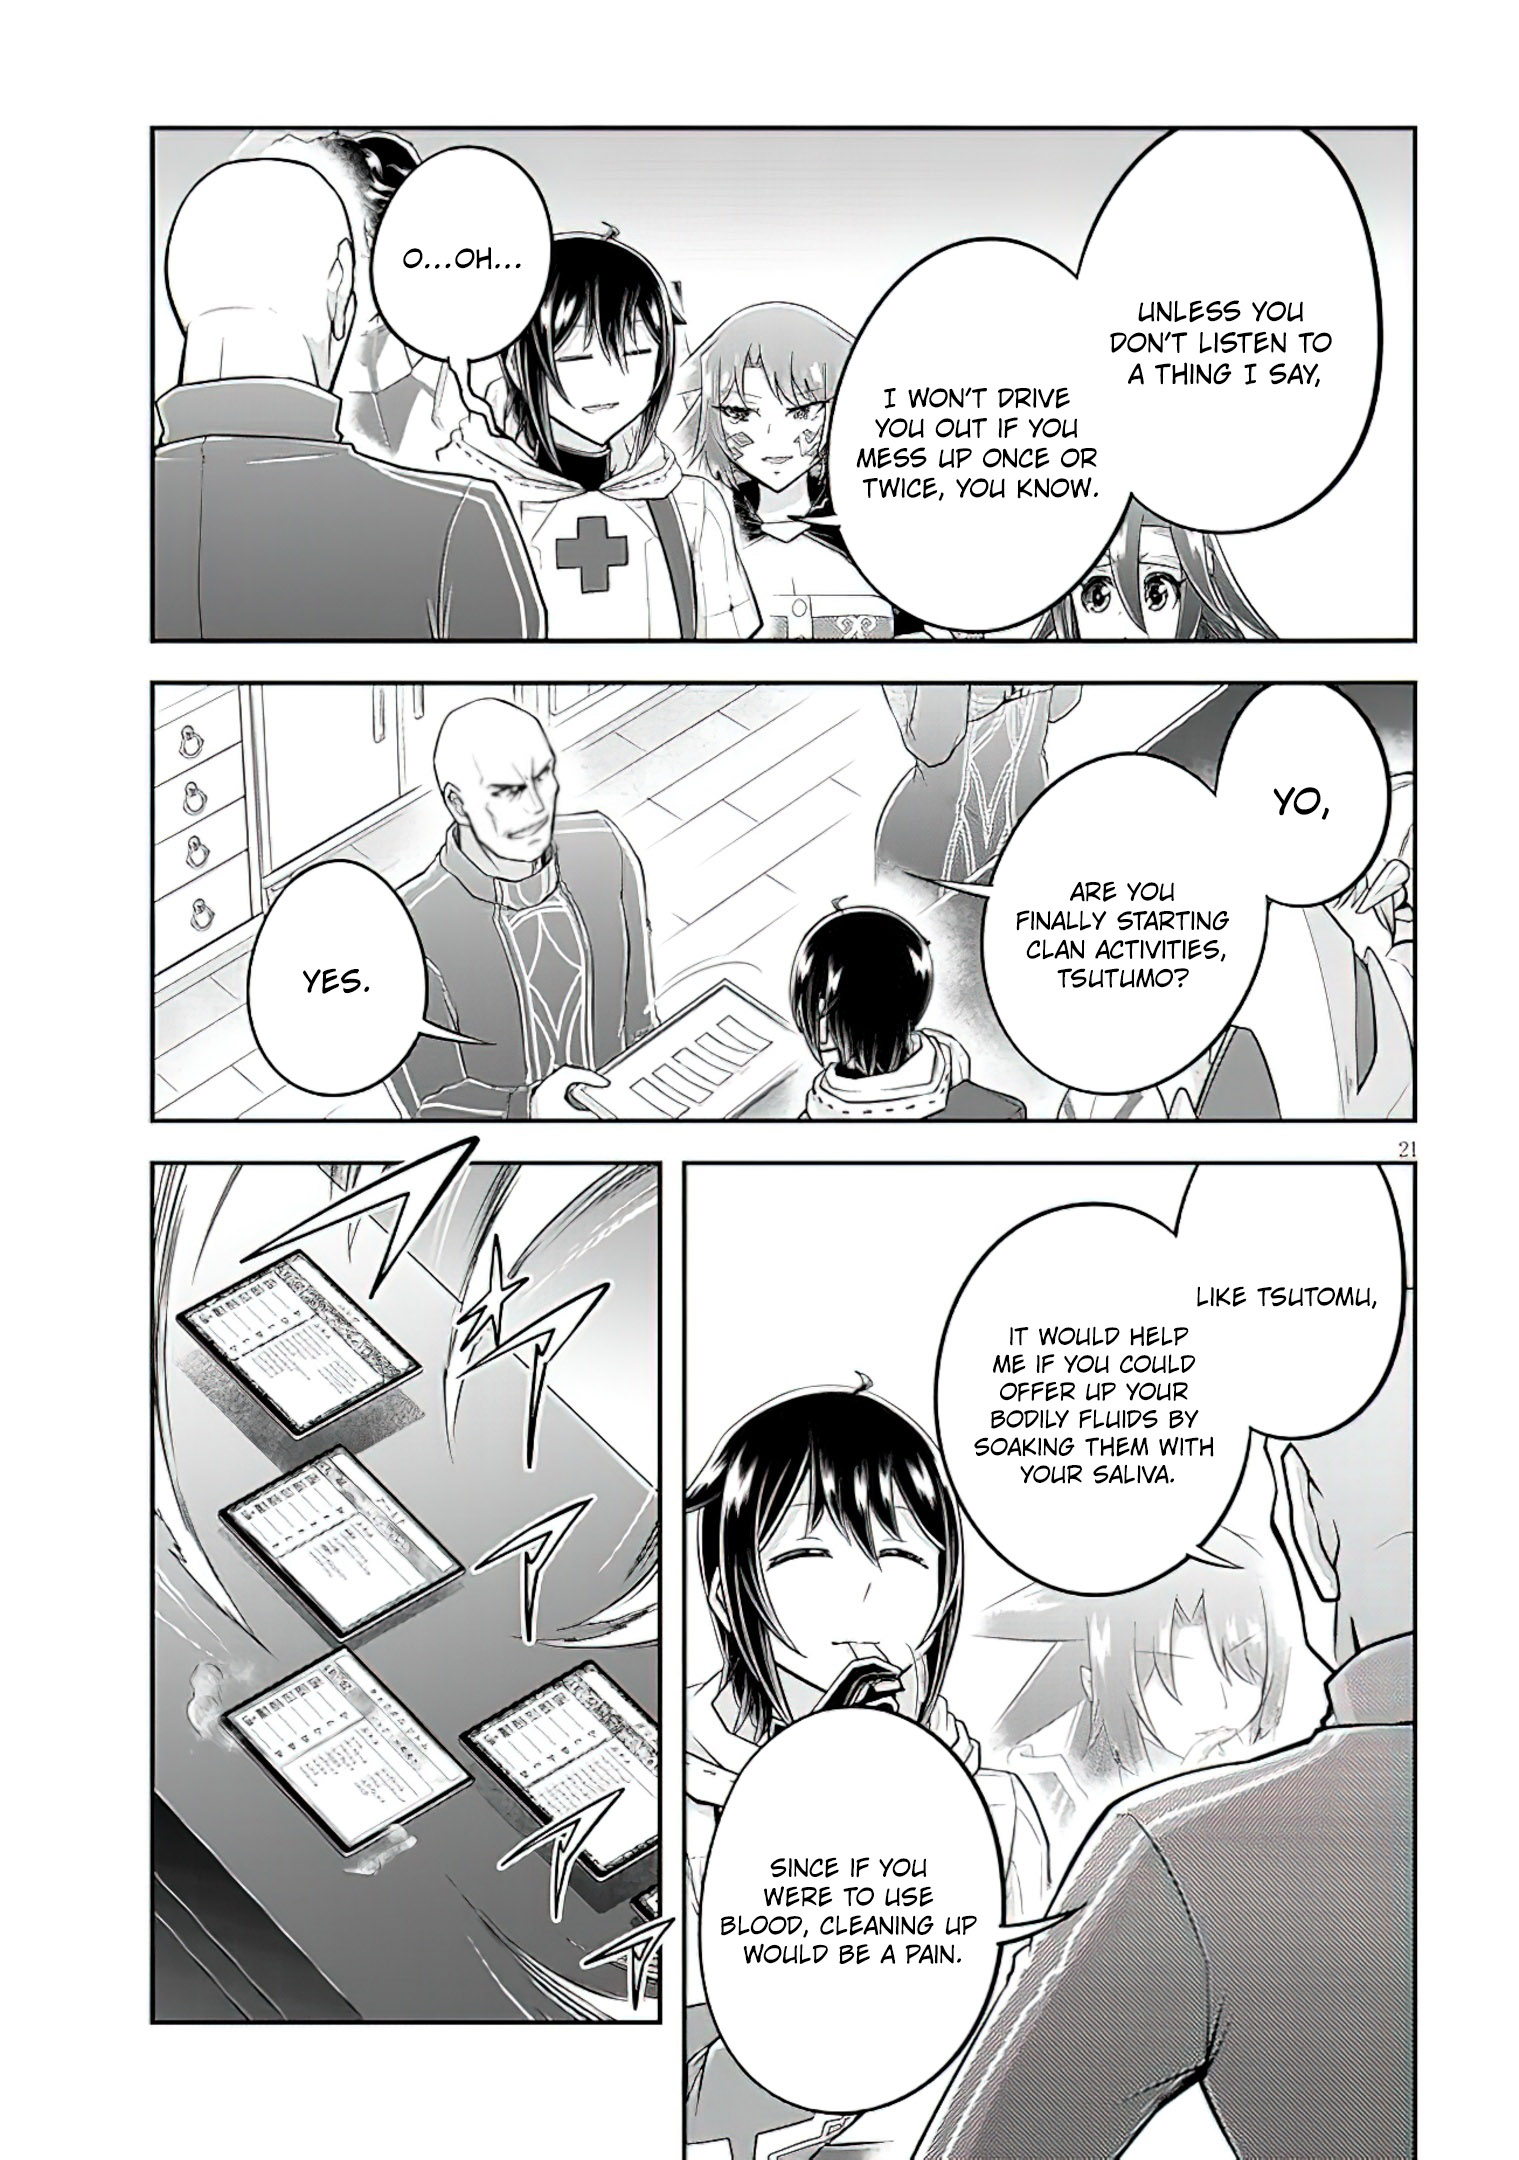 UNLESS YOU
DON'T LISTEN TO
A THING I SAY,
I WON'T DRIVE
YOU OUT IF YOU
MESS UP ONCE OR
TWICE, YOU KNOW.
O...OH...
YO,
ARE YOU
FINALLY STARTING
CLAN ACTIVITIES,
TSUTUMO?
YES.
21
LIKE TSUTOMU,
IT WOULD HELP
ME IF YOU COULD
OFFER UP YOUR
BODILY FLUIDS BY
SOAKING THEM WITH
YOUR SALIVA.
SINCE IF YOU
WERE TO USE
BLOOD, CLEANING UP
WOULD BE A PAIN.